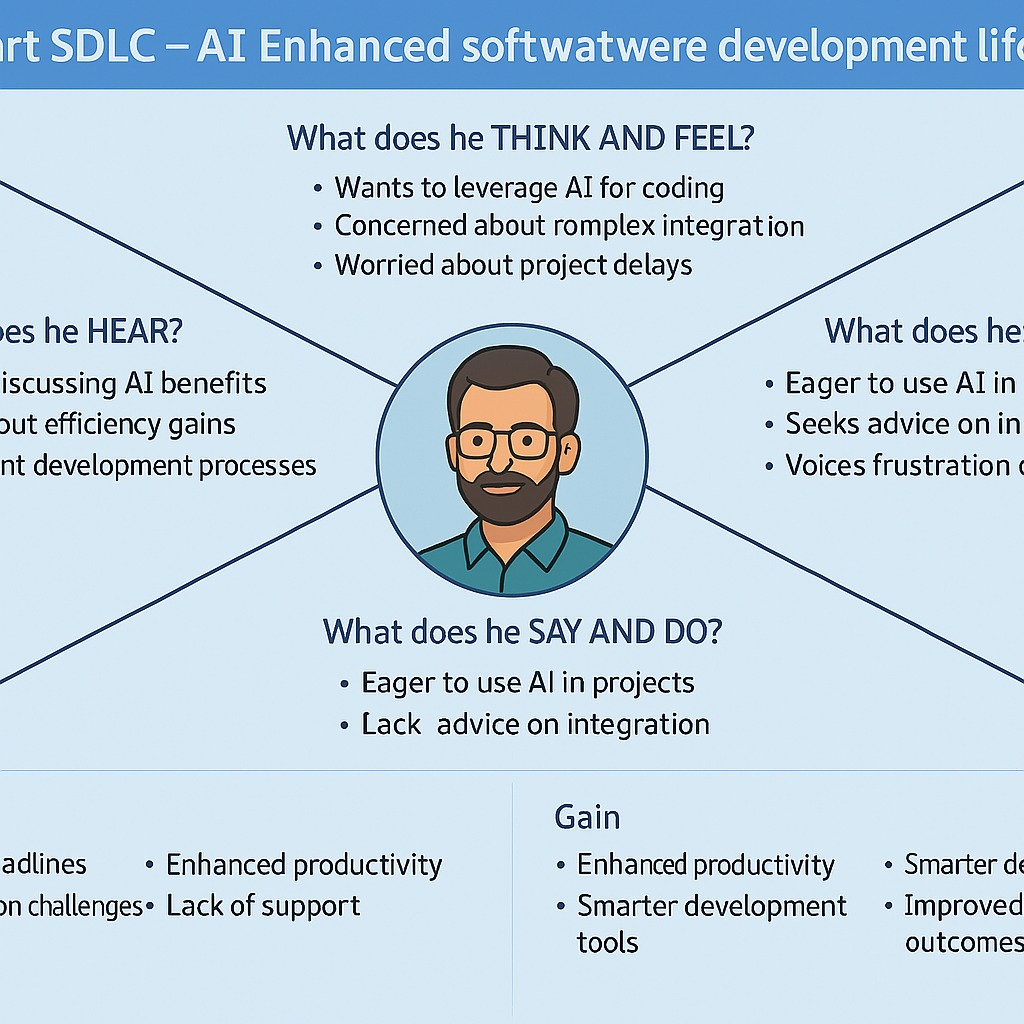 art SDLC – AI Enhanced softwatwere development life
What does he THINK AND FEEL?
• Wants to leverage AI for coding
• Concerned about romplex integration
• Worried about project delays
oes he HEAR?
iscussing AI benefits
out efficiency gains
nt development processes
What does he
• Eager to use AI in
• Seeks advice on in
• Voices frustration
What does he SAY AND DO?
• Eager to use AI in projects
• Lack advice on integration
adlines
on challenges
• Enhanced productivity
• Lack of support
Gain
• Enhanced productivity
• Smarter development
tools
• Smarter de
• Improved
outcomes